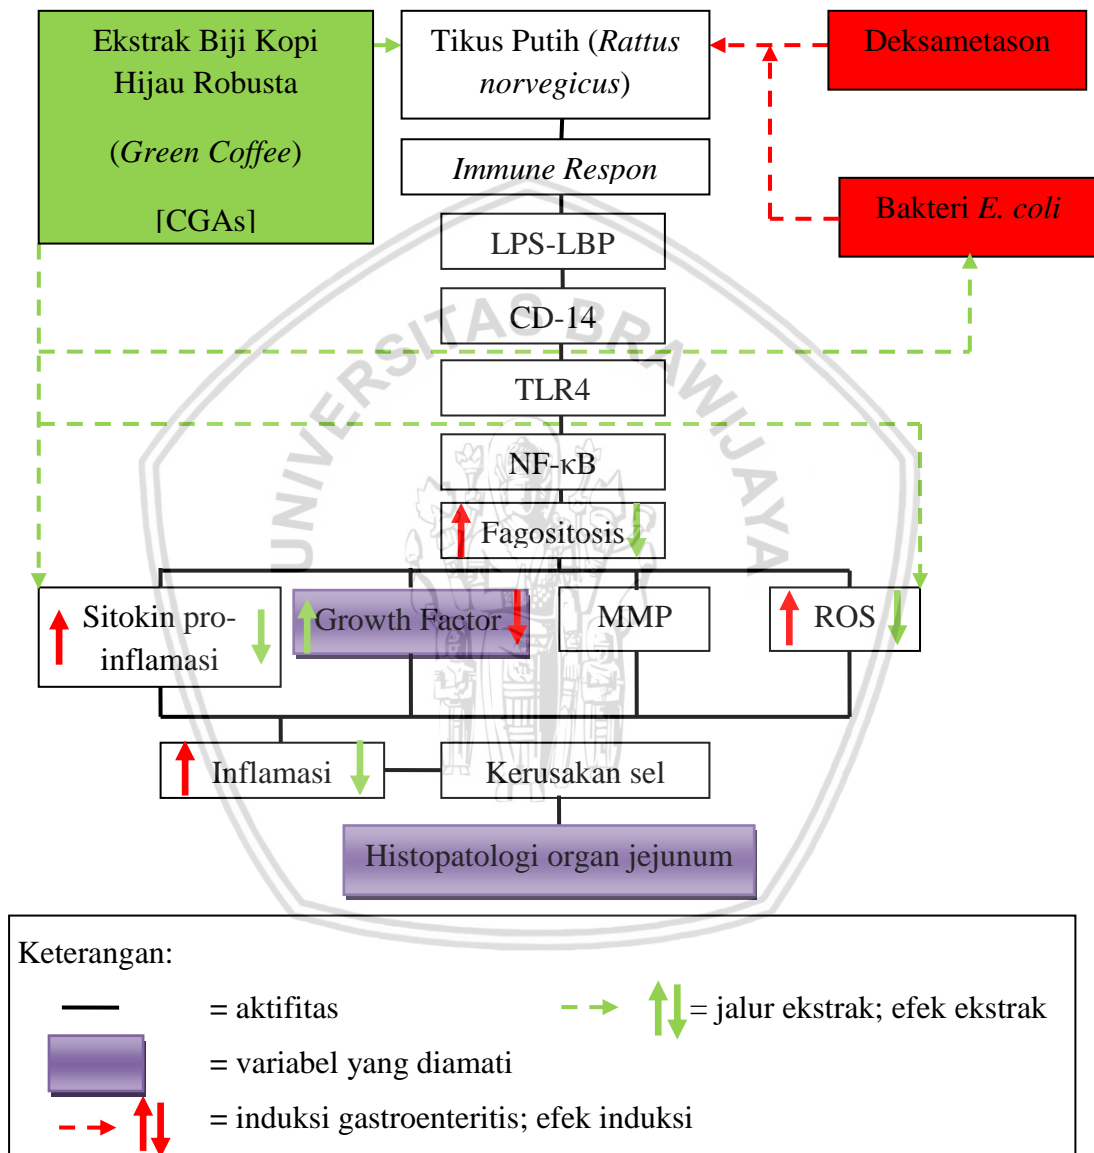 Ekstrak Biji Kopi
Hijau Robusta
(Green Coffee)
[CGAs]
Tikus Putih (Rattus
norvegicus)
Deksametason
Bakteri E. coli
Immune Respon
LPS-LBP
CD-14
TLR4
NF-κB
Fagositosis
Sitokin pro-
inflamasi
Growth Factor
MMP
ROS
Inflamasi
Kerusakan sel
Histopatologi organ jejunum
UNIVERSITAS BRAWIJAYA
Keterangan:
= aktifitas
= jalur ekstrak; efek ekstrak
= variabel yang diamati
= induksi gastroenteritis; efek induksi